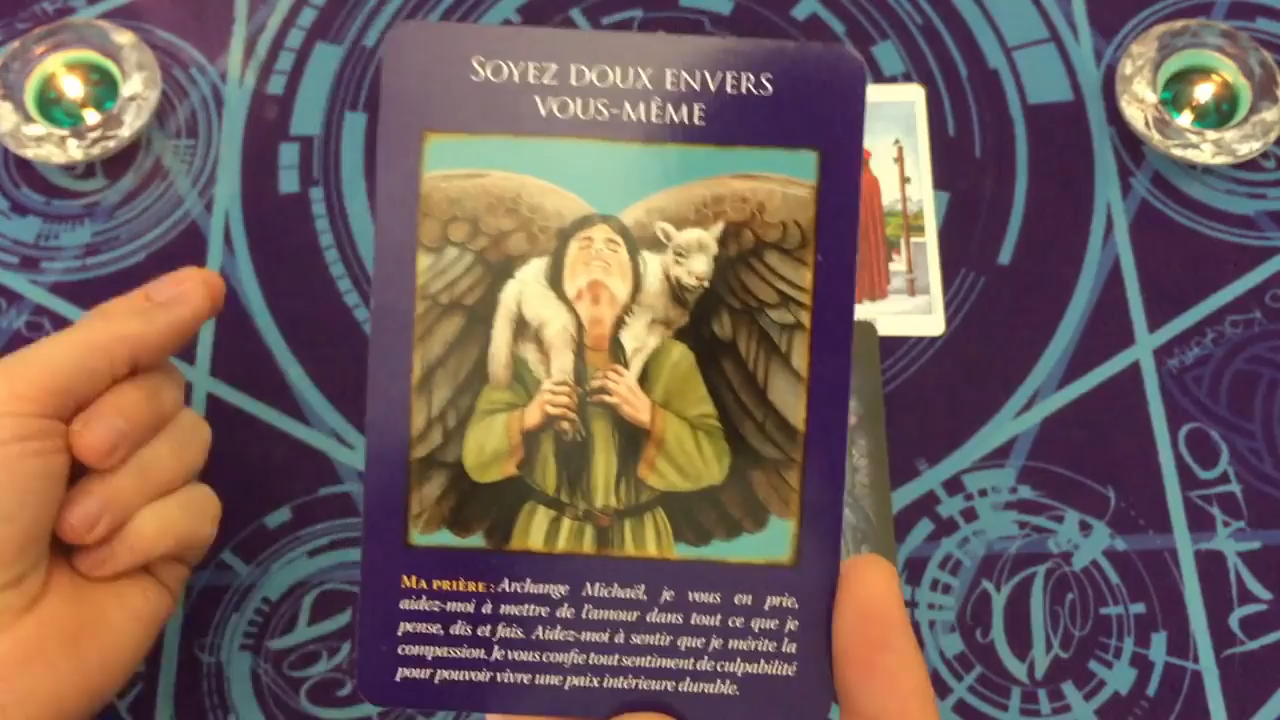 SOYEZ DOUX ENVERS
VOUS-MÊME
MA PRIÈRE : Archange Michaël, je vous en prie,
aidez-moi à mettre de l'amour dans tout ce que je
pense, dis et fais. Aidez-moi à sentir que je mérite la
compassion. Je vous confie tout sentiment de culpabilité
pour pouvoir vivre une paix intérieure durable.